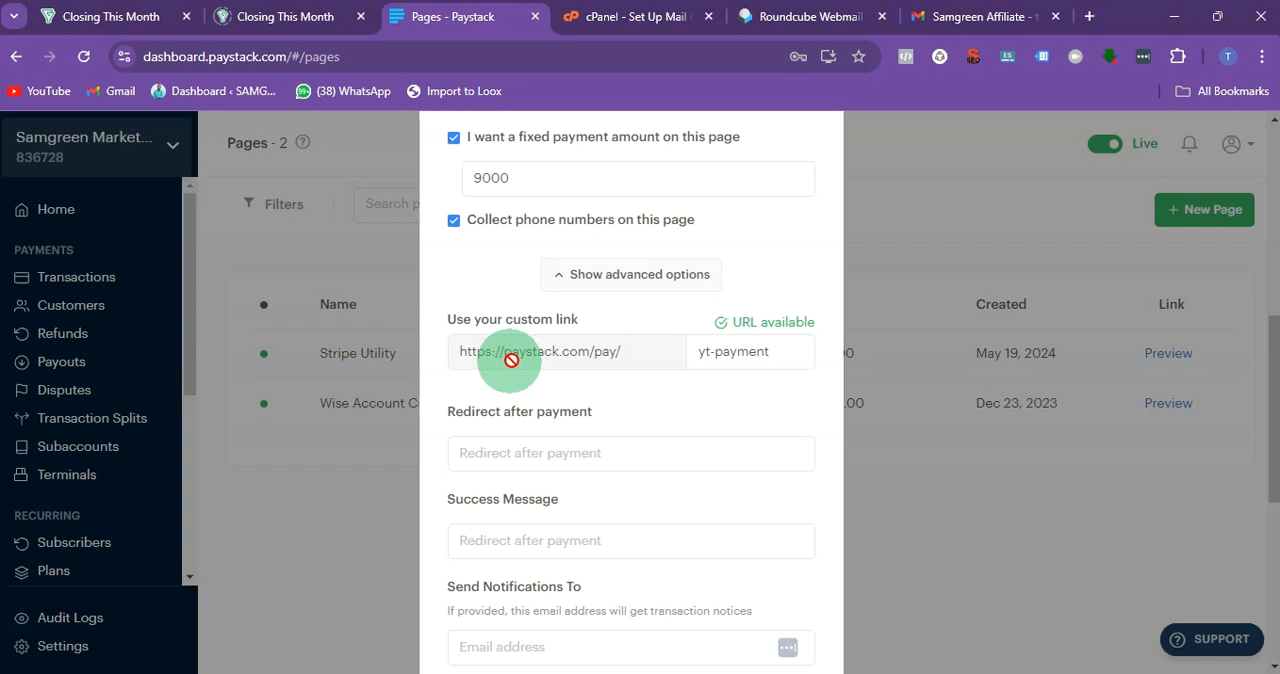 Closing This Month
Closing This Month
Pages - Paystack
cPanel - Set Up Mail
Roundcube Webmail
Samgreen Affiliate -
dashboard.paystack.com/#/pages
YouTube
Gmail
Dashboard ‹ SAMG...
99+
(38) WhatsApp
Import to Loox
All Bookmarks
SEO
ES
T
Samgreen Market...
836728
Pages - 2
Live
Filters
Search
+ New Page
Home
PAYMENTS
Transactions
Customers
Refunds
Payouts
Disputes
Transaction Splits
Subaccounts
Terminals
RECURRING
Subscribers
Plans
Audit Logs
Settings
I want a fixed payment amount on this page
9000
Collect phone numbers on this page
Show advanced options
Use your custom link
URL available
https://paystack.com/pay/
yt-payment
Redirect after payment
Redirect after payment
Success Message
Redirect after payment
Send Notifications To
If provided, this email address will get transaction notices
Email address
Name
Created
Link
Stripe Utility
May 19, 2024
Preview
Wise Account
.00
Dec 23, 2023
Preview
SUPPORT